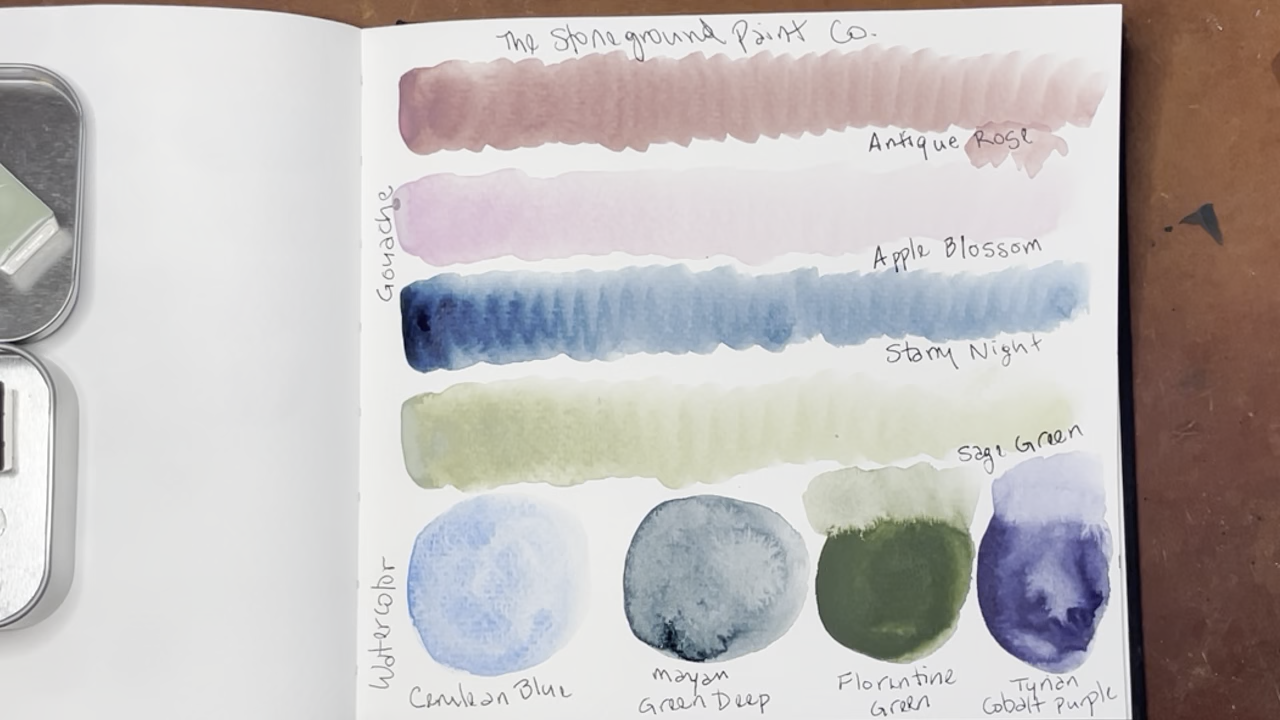 The Stoneground Paint Co.
Antique Rose
Gouache
Apple Blossom
Starry Night
Sage Green
Watercolor
Cerulean Blue
Mayan
Green Deep
Florentine
Green
Tyrian
Cobalt Purple